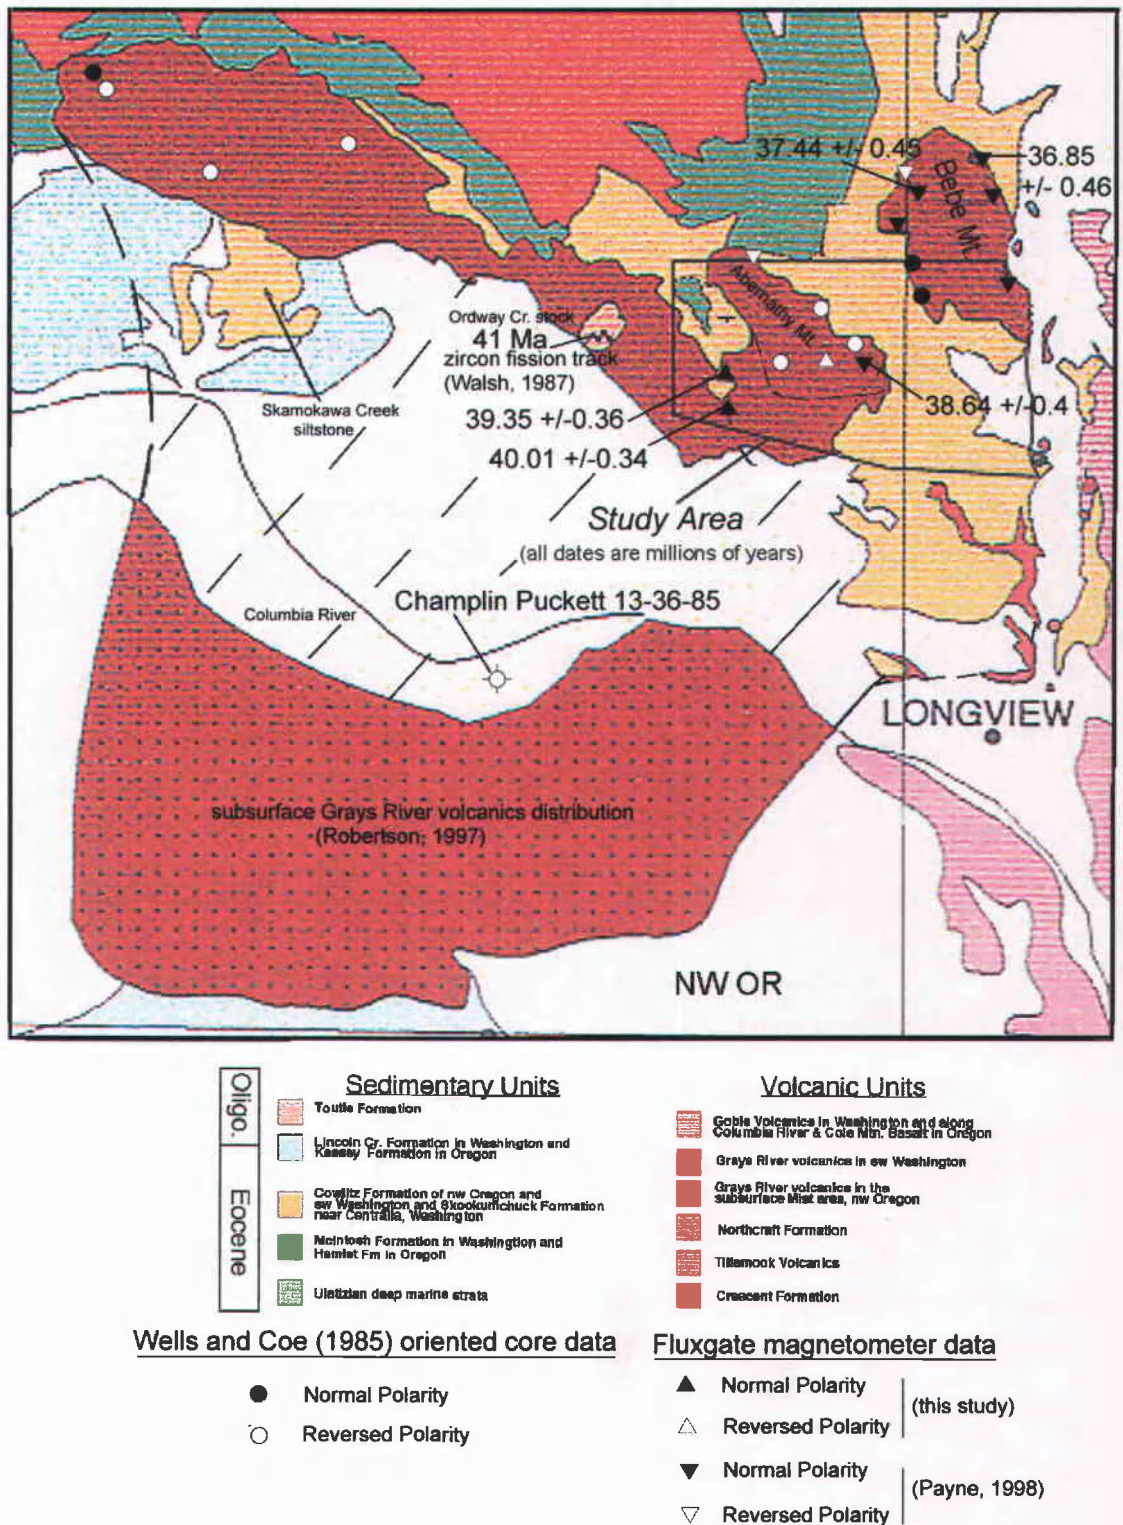 37.44 +/- 0.45
36.85
+/- 0.46
Bebe Mt.
Abernathy Mt.
Ordway Cr. stock
41 Ma
zircon fission track
(Walsh, 1987)
Skamokawa Creek
siltstone
39.35 +/-0.36
38.64 +/-0.4
40.01 +/-0.34
Study Area
(all dates are millions of years)
Champlin Puckett 13-36-85
Columbia River
LONGVIEW
subsurface Grays River volcanics distribution
(Robertson, 1997)
NW OR
Oligo.
Eocene
Sedimentary Units
Toutle Formation
Lincoln Cr. Formation in Washington and
Keasey Formation in Oregon
Cowlitz Formation of nw Oregon and
sw Washington and Skookumchuck Formation
near Centralia, Washington
McIntosh Formation in Washington and
Hamlet Fm in Oregon
Ulatizian deep marine strata
Volcanic Units
Goble Volcanics in Washington and along
Columbia River & Cole Mtn. Basalt in Oregon
Grays River volcanics in sw Washington
Grays River volcanics in the
subsurface Mist area, nw Oregon
Northcraft Formation
Tillamook Volcanics
Crescent Formation
Wells and Coe (1985) oriented core data
Normal Polarity
Reversed Polarity
Fluxgate magnetometer data
Normal Polarity
Reversed Polarity
(this study)
Normal Polarity
Reversed Polarity
(Payne, 1998)